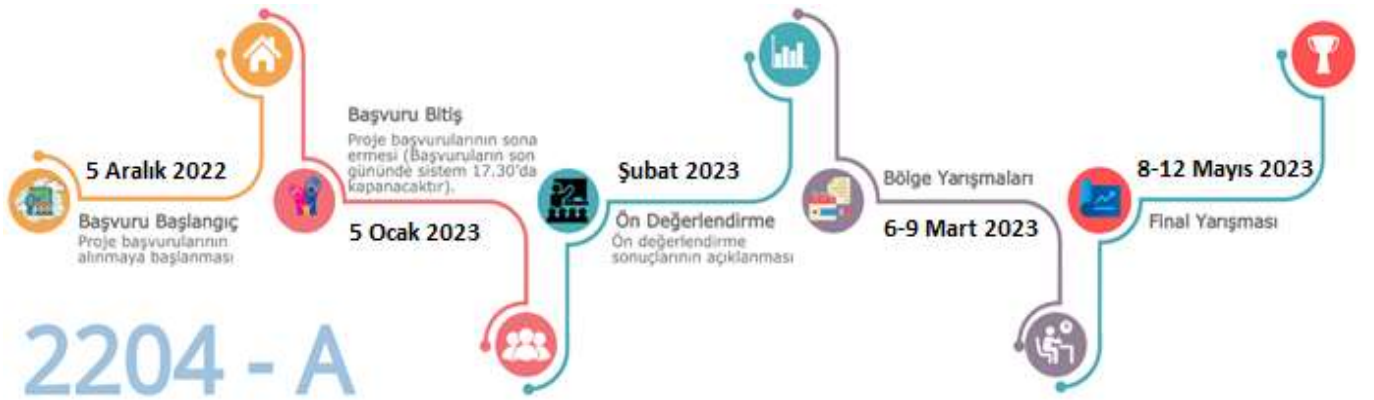 5 Aralık 2022
Başvuru Başlangıç
Proje başvurularının
alınmaya başlanması
Başvuru Bitiş
Proje başvurularının sona
ermesi (Başvuruların son
gününde sistem 17.30'da
kapanacaktır).
5 Ocak 2023
Şubat 2023
Ön Değerlendirme
Ön değerlendirme
sonuçlarının açıklanması
Bölge Yarışmaları
6-9 Mart 2023
8-12 Mayıs 2023
Final Yarışması
2204 - A